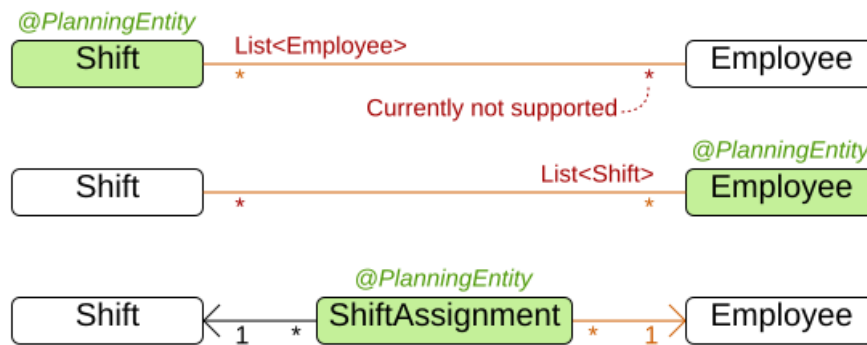 @PlanningEntity
Shift
List<Employee>
Employee
*
*
Currently not supported
@PlanningEntity
Shift
List<Shift>
Employee
*
*
@PlanningEntity
Shift
ShiftAssignment
Employee
1
*
*
1